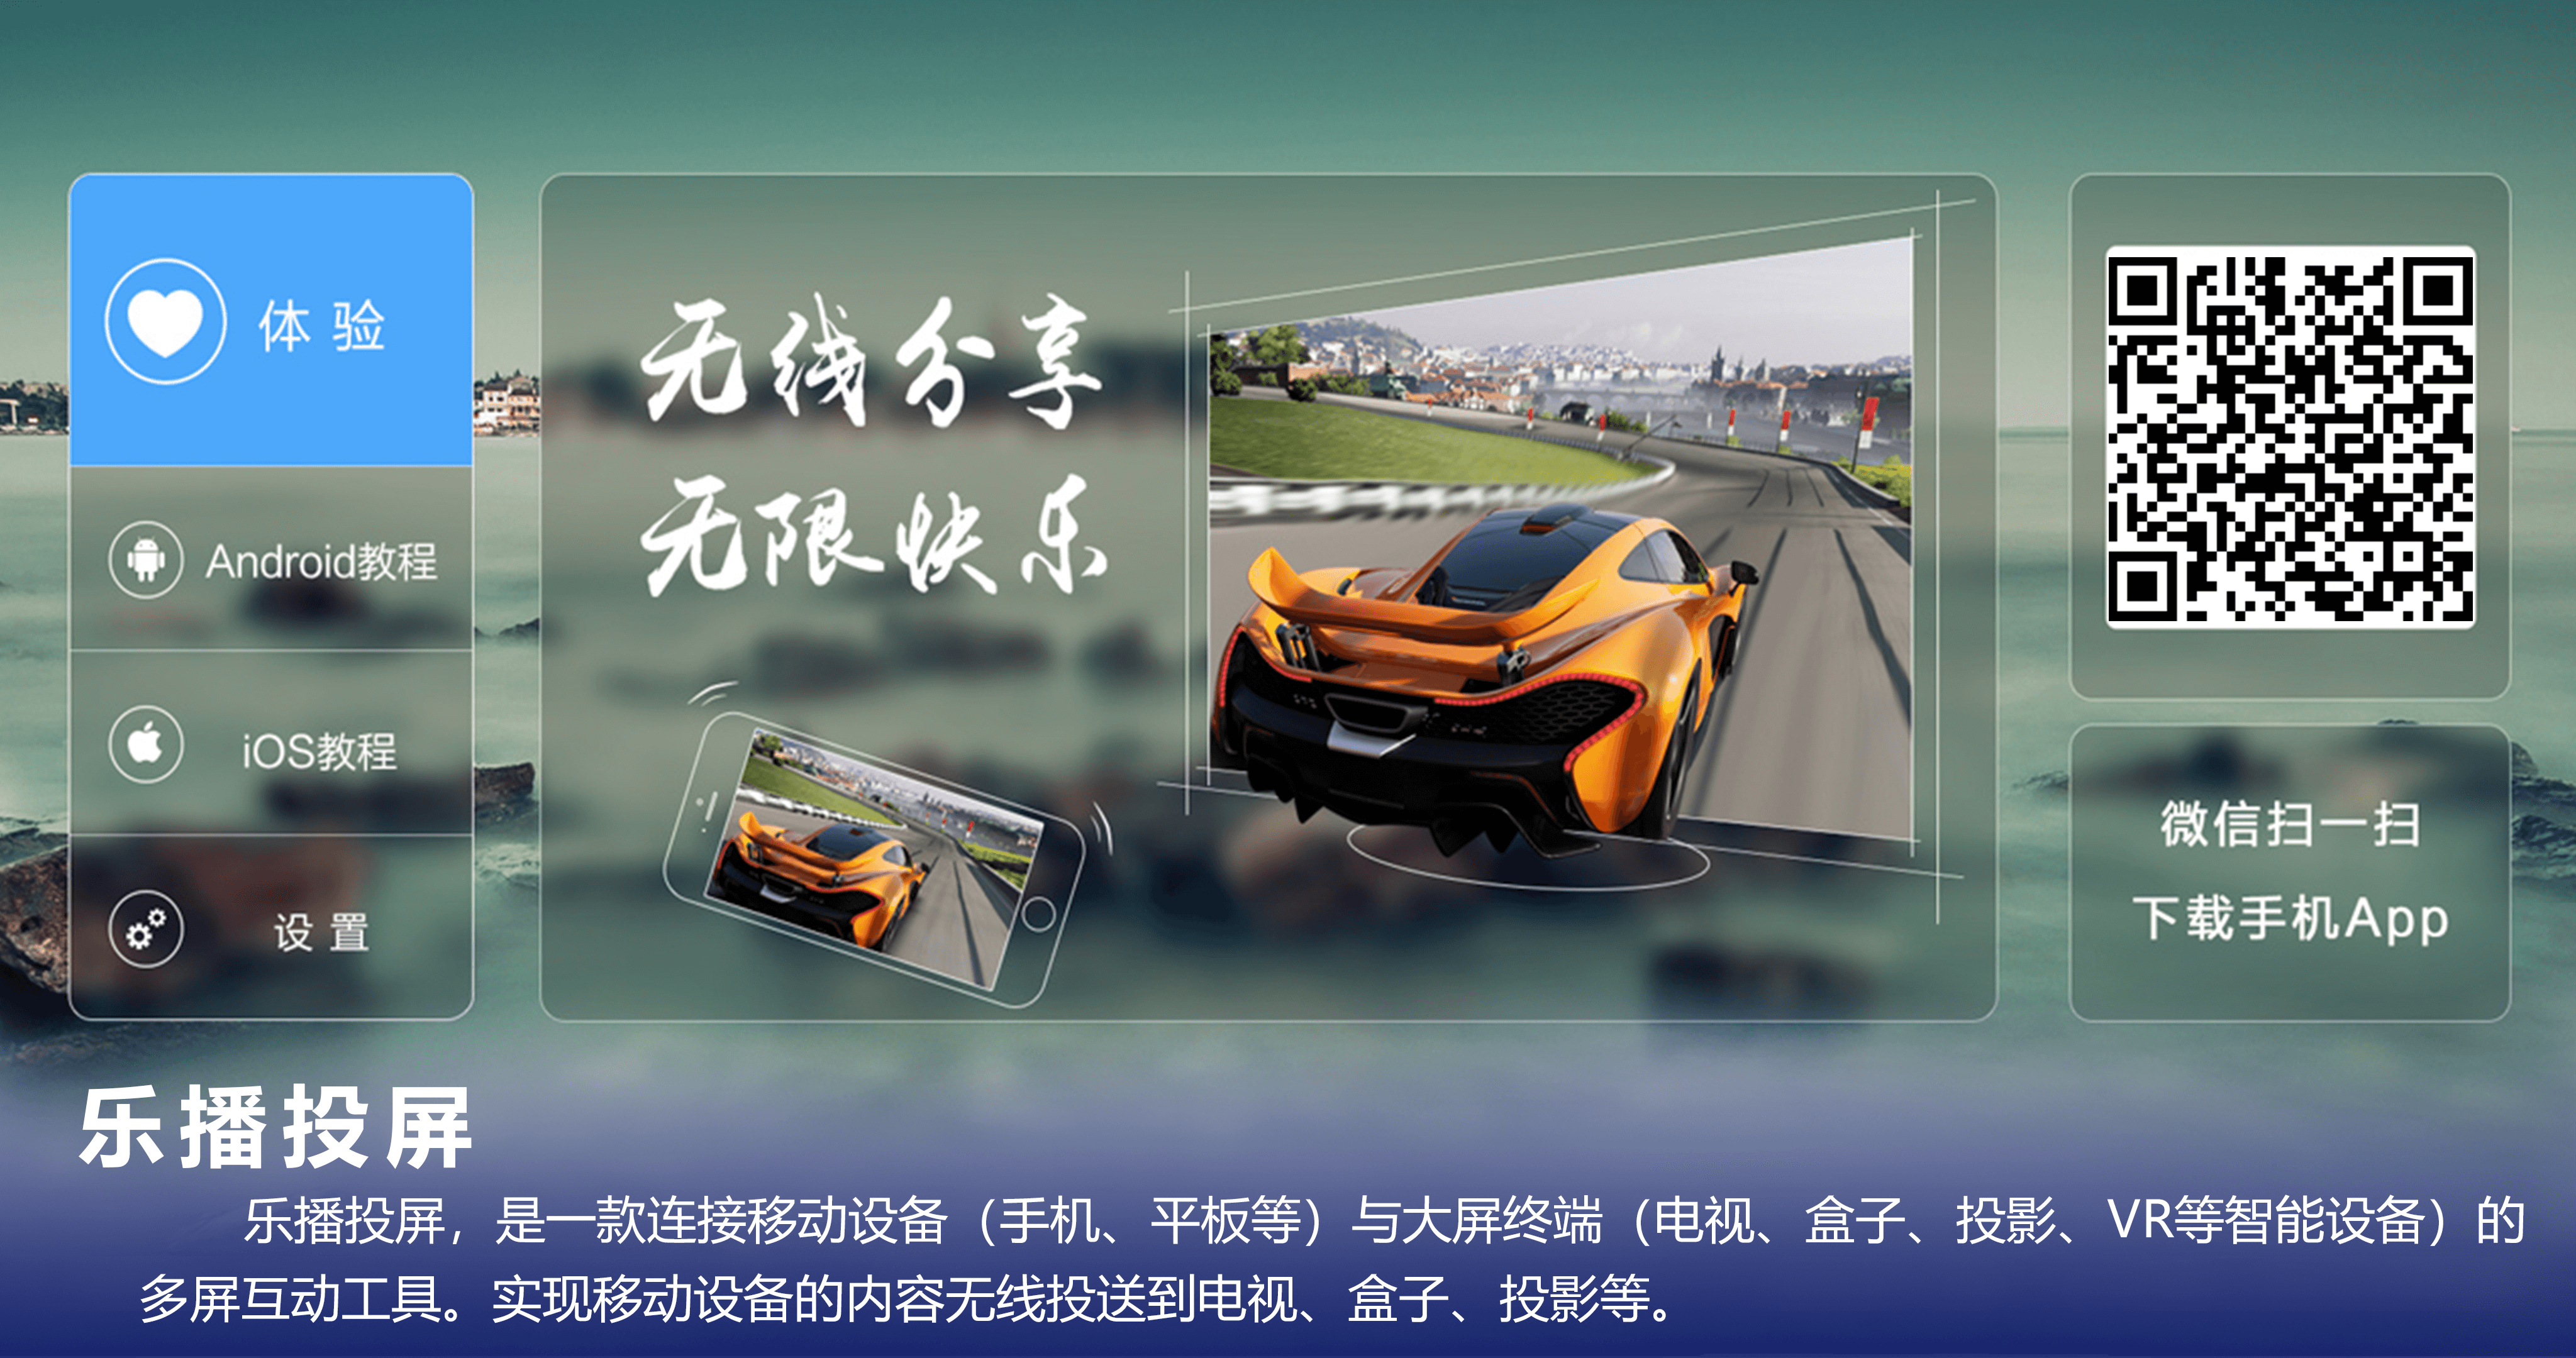 体验
Android教程
iOS教程
设置
无线分享
无限快乐
微信扫一扫
下载手机App
乐播投屏
乐播投屏，是一款连接移动设备（手机、平板等）与大屏终端（电视、盒子、投影、VR等智能设备）的
多屏互动工具。实现移动设备的内容无线投送到电视、盒子、投影等。